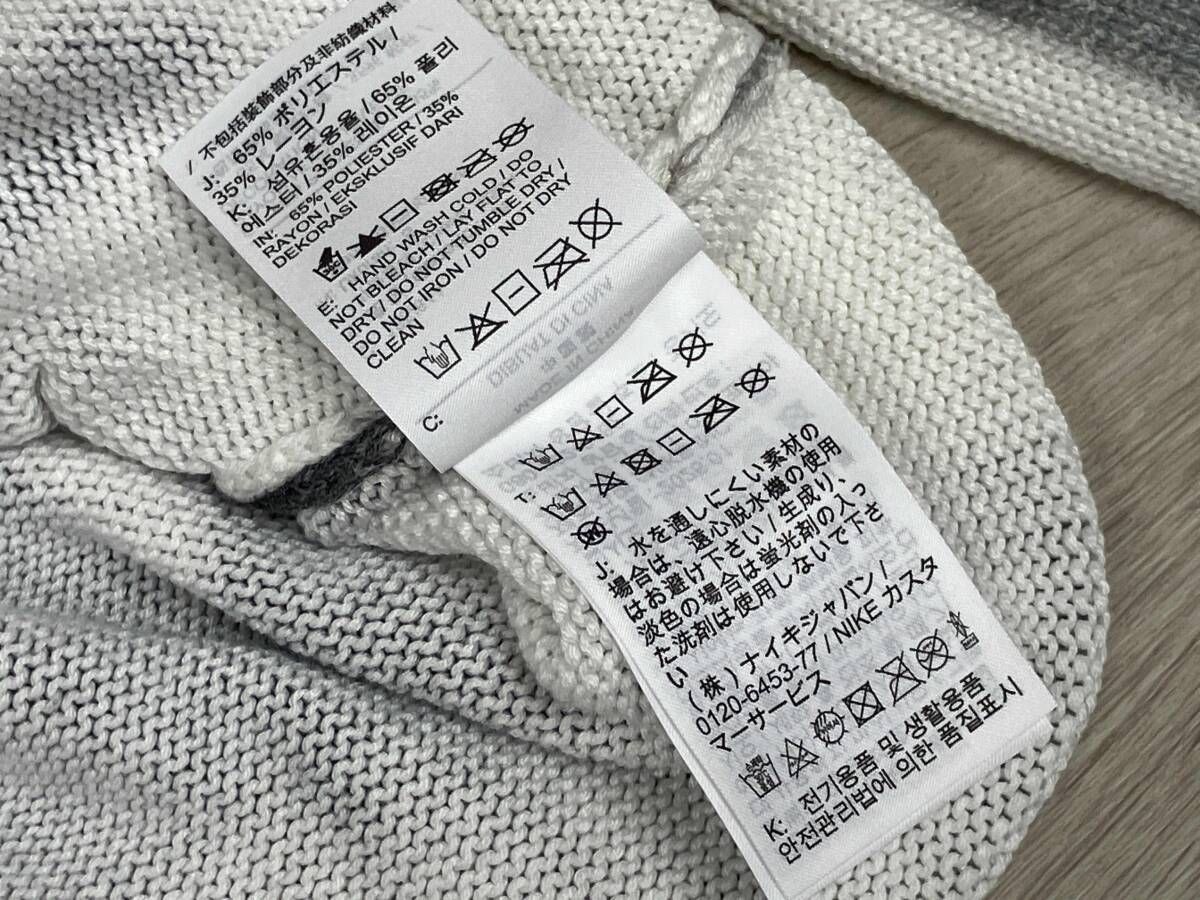 / 不包括裝飾部分及非紡織材料
J: 65% ポリエステル /
35% レーヨン
K: 섬유혼용율 / 65% 폴리
에스터 / 35% 레이온
IN: 65% POLIESTER / 35%
RAYON / EKSKLUSIF DARI
DEKORASI
E: HAND WASH COLD / DO
NOT BLEACH / LAY FLAT TO
DRY / DO NOT TUMBLE DRY /
DO NOT IRON / DO NOT DRY
CLEAN
C:
T:
J: 水を通しにくい素材の
場合は、遠心脱水機の使用
はお避け下さい / 生成り、
淡色の場合は蛍光剤の入っ
た洗剤は使用しないで下さ
い
(株) ナイキジャパン /
0120-6453-77 / NIKE カスタ
マーサービス
K: 전기용품 및 생활용품
안전관리법에 의한 품질표시